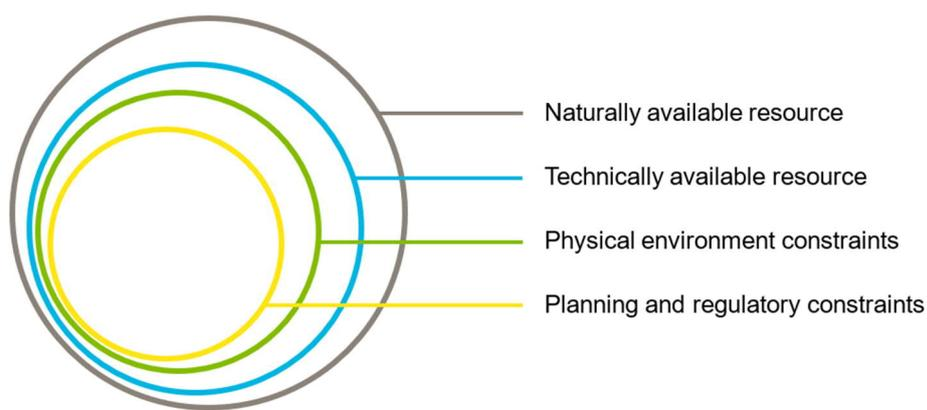 Naturally available resource
Technically available resource
Physical environment constraints
Planning and regulatory constraints